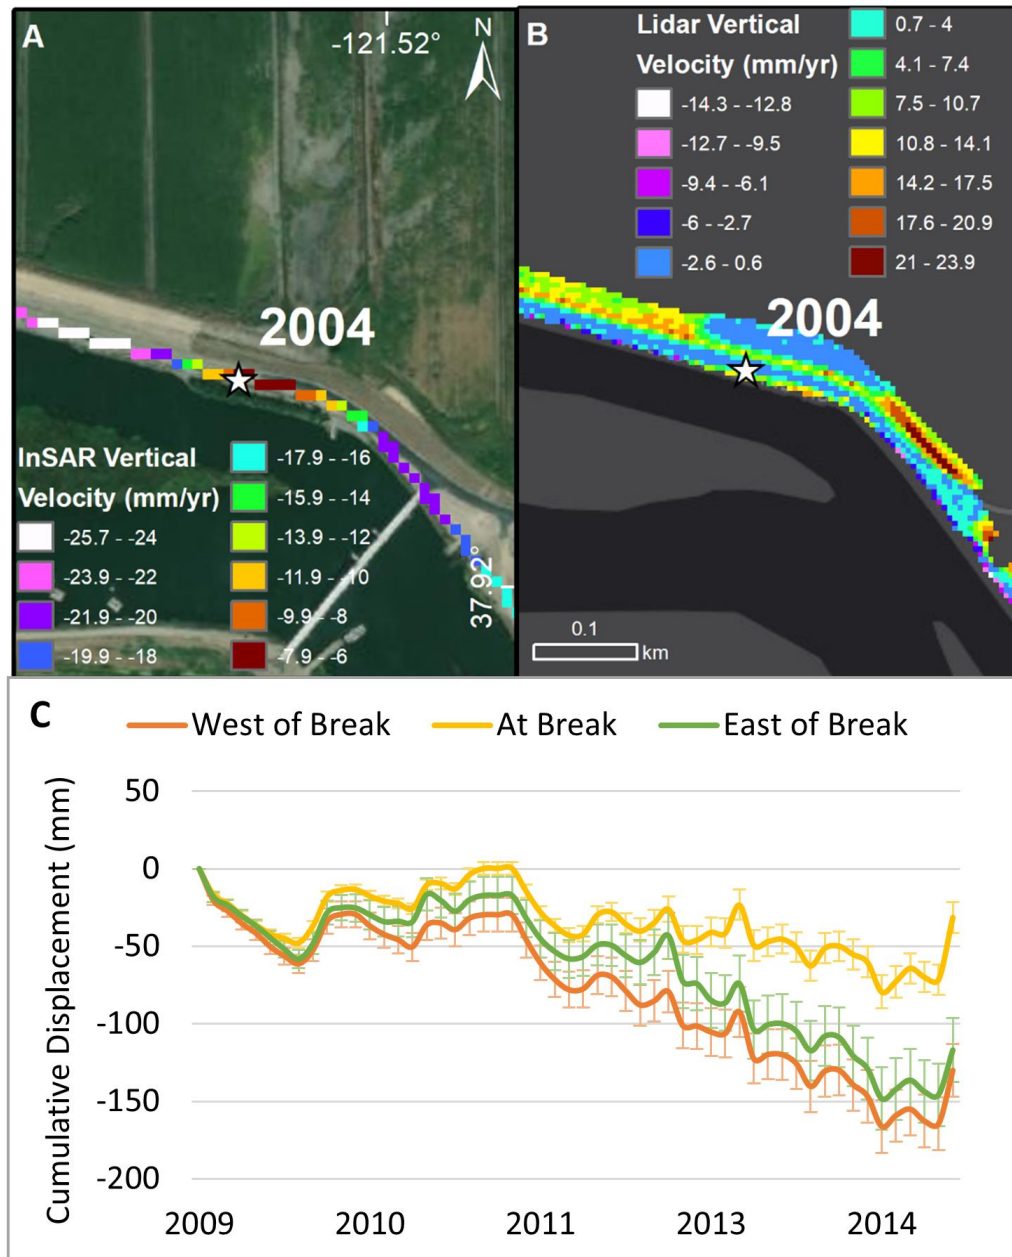 A
-121.52°
N
2004
InSAR Vertical
Velocity (mm/yr)
-25.7 - -24
-23.9 - -22
-21.9 - -20
-19.9 - -18
-17.9 - -16
-15.9 - -14
-13.9 - -12
-11.9 - -10
-9.9 - -8
-7.9 - -6
37.92°
B
Lidar Vertical
Velocity (mm/yr)
-14.3 - -12.8
-12.7 - -9.5
-9.4 - -6.1
-6 - -2.7
-2.6 - 0.6
0.7 - 4
4.1 - 7.4
7.5 - 10.7
10.8 - 14.1
14.2 - 17.5
17.6 - 20.9
21 - 23.9
2004
0.1
km
C
West of Break
At Break
East of Break
Cumulative Displacement (mm)
50
0
-50
-100
-150
-200
2009
2010
2011
2013
2014